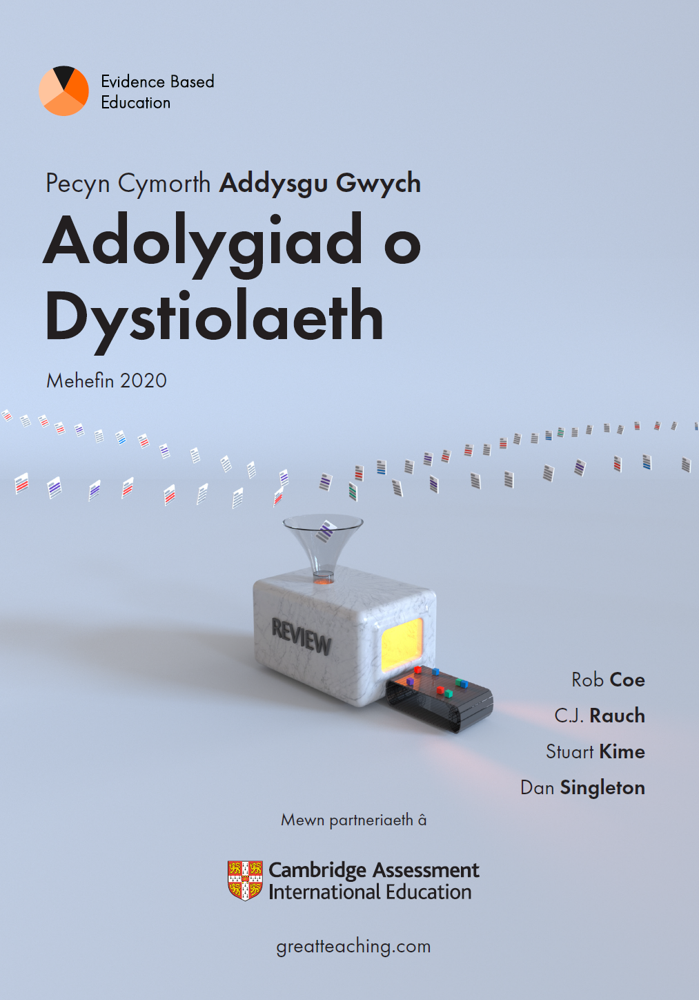 Evidence Based
Education
Pecyn Cymorth Addysgu Gwych
Adolygiad o
Dystiolaeth
Mehefin 2020
REVIEW
Rob Coe
C.J. Rauch
Stuart Kime
Dan Singleton
Mewn partneriaeth â
Cambridge Assessment
International Education
greatteaching.com